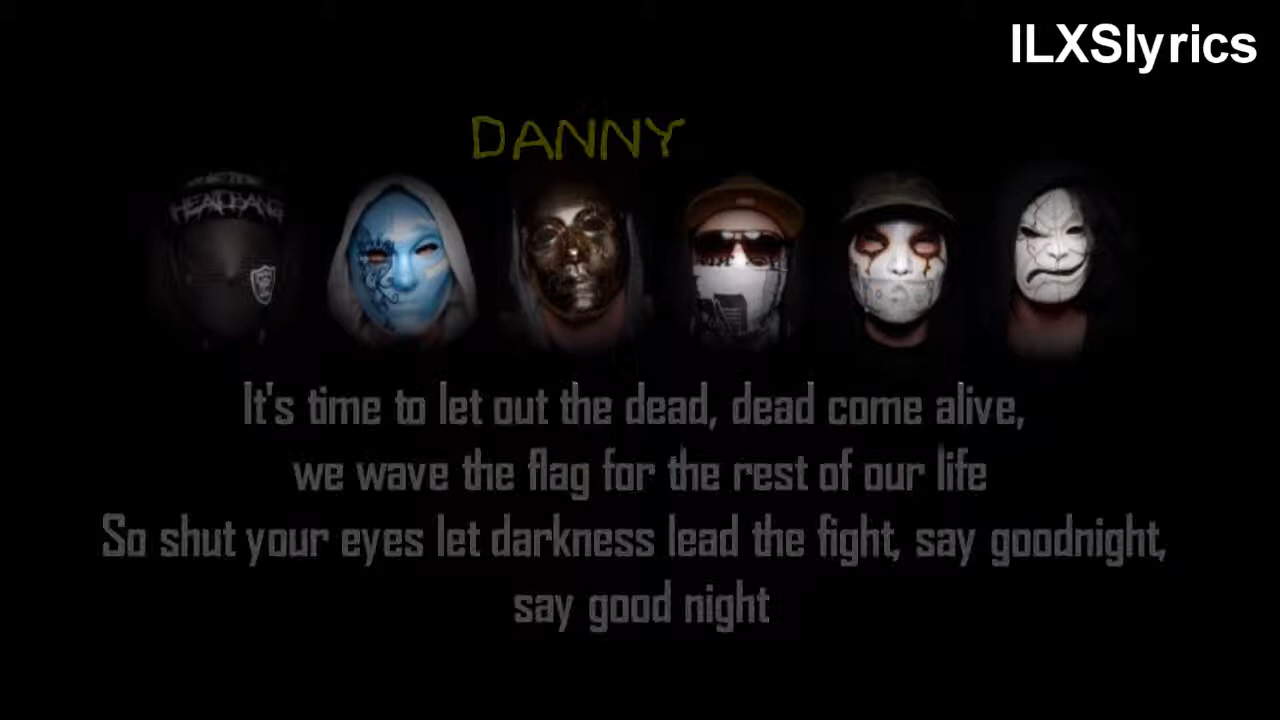 ILXSlyrics
DANNY
HEADBANG
It's time to let out the dead, dead come alive,
we wave the flag for the rest of our life
So shut your eyes let darkness lead the fight, say goodnight,
say good night